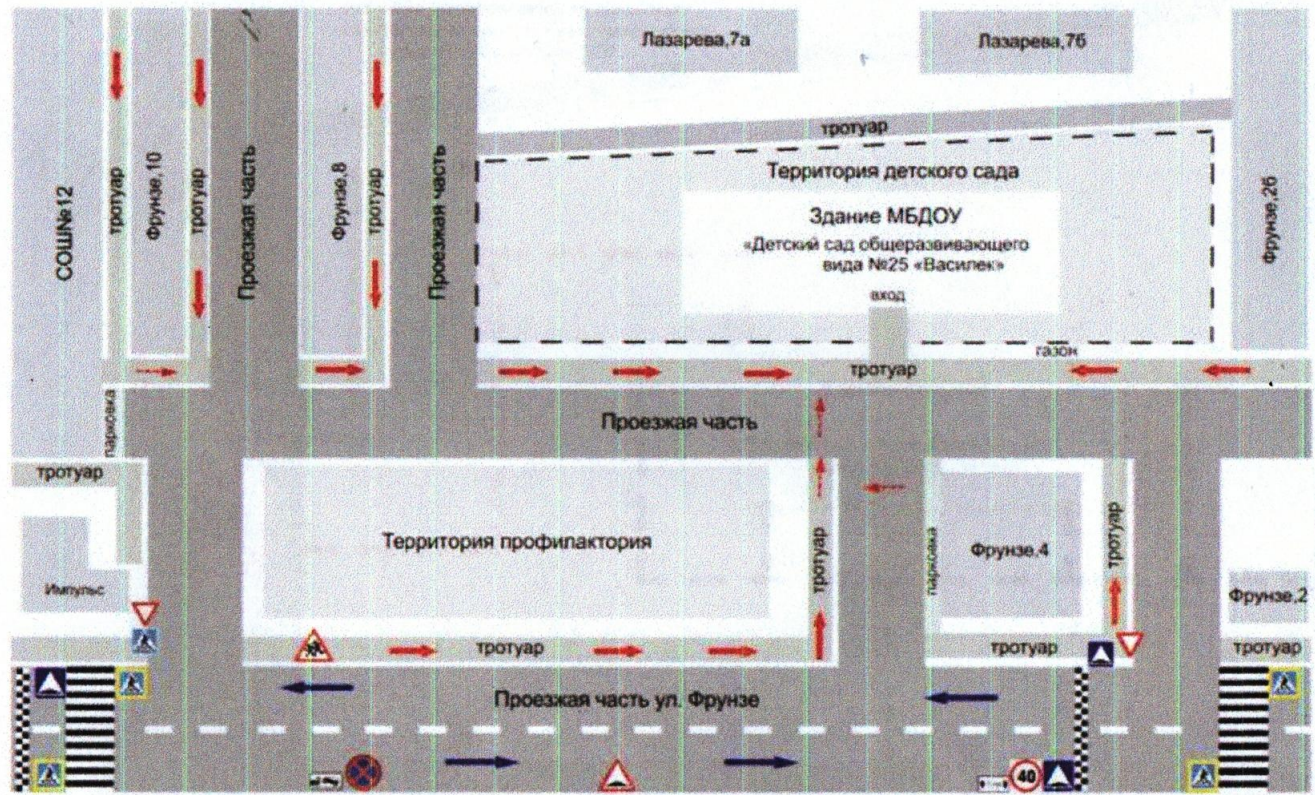 Лазарева,7а
Лазарева,7б
тротуар
Территория детского сада
Здание МБДОУ
«Детский сад общеразвивающего
вида №25 «Василек»
вход
газон
тротуар
СОШ№12
тротуар
Фрунзе,10
тротуар
Проезжая часть
Фрунзе,8
тротуар
Проезжая часть
Фрунзе,2б
парковка
Проезжая часть
тротуар
Территория профилактория
тротуар
парковка
Фрунзе,4
тротуар
Импульс
Фрунзе,2
тротуар
тротуар
тротуар
Проезжая часть ул. Фрунзе
40